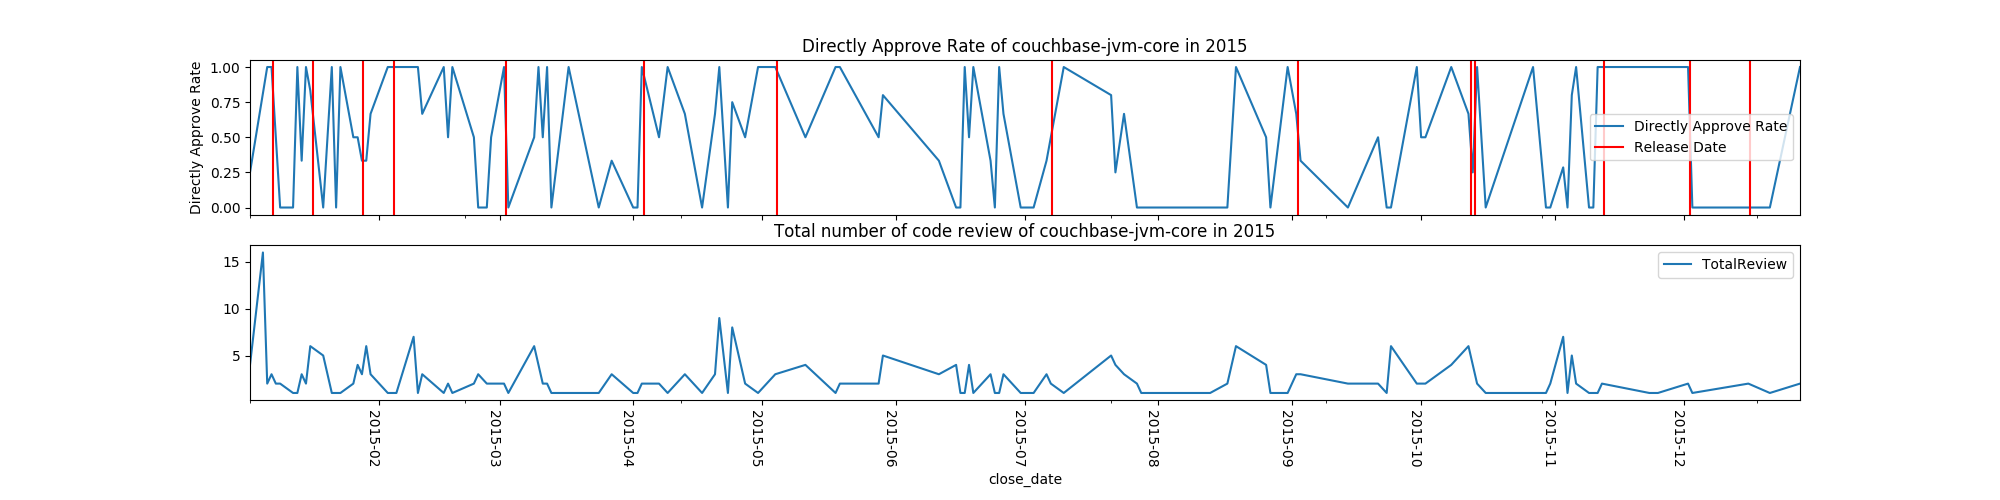 Directly Approve Rate of couchbase-jvm-core in 2015
Directly Approve Rate
1.00
0.75
0.50
0.25
0.00
Directly Approve Rate
Release Date
Total number of code review of couchbase-jvm-core in 2015
15
10
5
TotalReview
2015-02
2015-03
2015-04
2015-05
2015-06
2015-07
2015-08
2015-09
2015-10
2015-11
2015-12
close_date